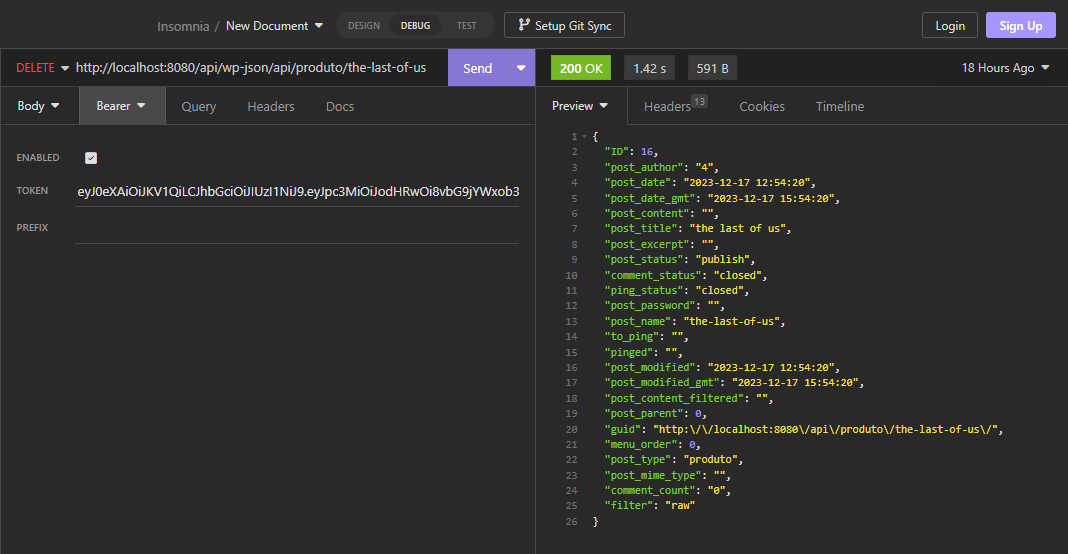 Insomnia / New Document DESIGN DEBUG TEST Setup Git Sync Login Sign Up
DELETE http://localhost:8080/api/wp-json/api/produto/the-last-of-us Send 200 OK 1.42 s 591 B 18 Hours Ago
Body Bearer Query Headers Docs
Preview Headers 13 Cookies Timeline
ENABLED
TOKEN eyJ0eXAiOiJKV1QiLCJhbGciOiJIUzI1NiJ9.eyJpc3MiOiJodHRwOi8vbG9jYWxob3
PREFIX
1 {
2 "ID": 16,
3 "post_author": "4",
4 "post_date": "2023-12-17 12:54:20",
5 "post_date_gmt": "2023-12-17 15:54:20",
6 "post_content": "",
7 "post_title": "the last of us",
8 "post_excerpt": "",
9 "post_status": "publish",
10 "comment_status": "closed",
11 "ping_status": "closed",
12 "post_password": "",
13 "post_name": "the-last-of-us",
14 "to_ping": "",
15 "pinged": "",
16 "post_modified": "2023-12-17 12:54:20",
17 "post_modified_gmt": "2023-12-17 15:54:20",
18 "post_content_filtered": "",
19 "post_parent": 0,
20 "guid": "http:\/\/localhost:8080\/api\/produto\/the-last-of-us\/",
21 "menu_order": 0,
22 "post_type": "produto",
23 "post_mime_type": "",
24 "comment_count": "0",
25 "filter": "raw"
26 }